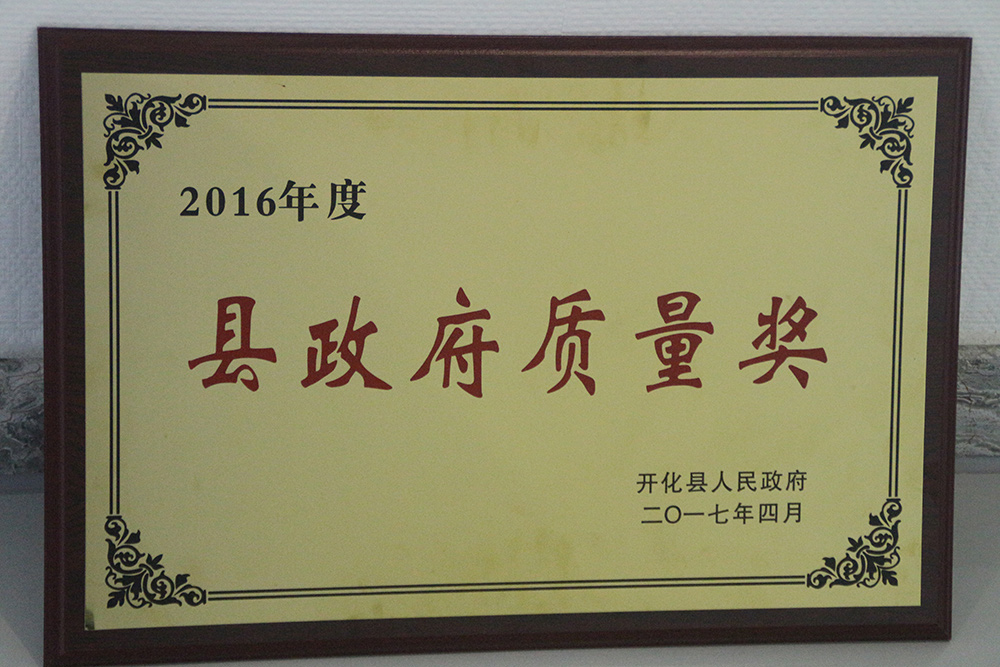 2016年度
县政府质量奖
开化县人民政府
二〇一七年四月